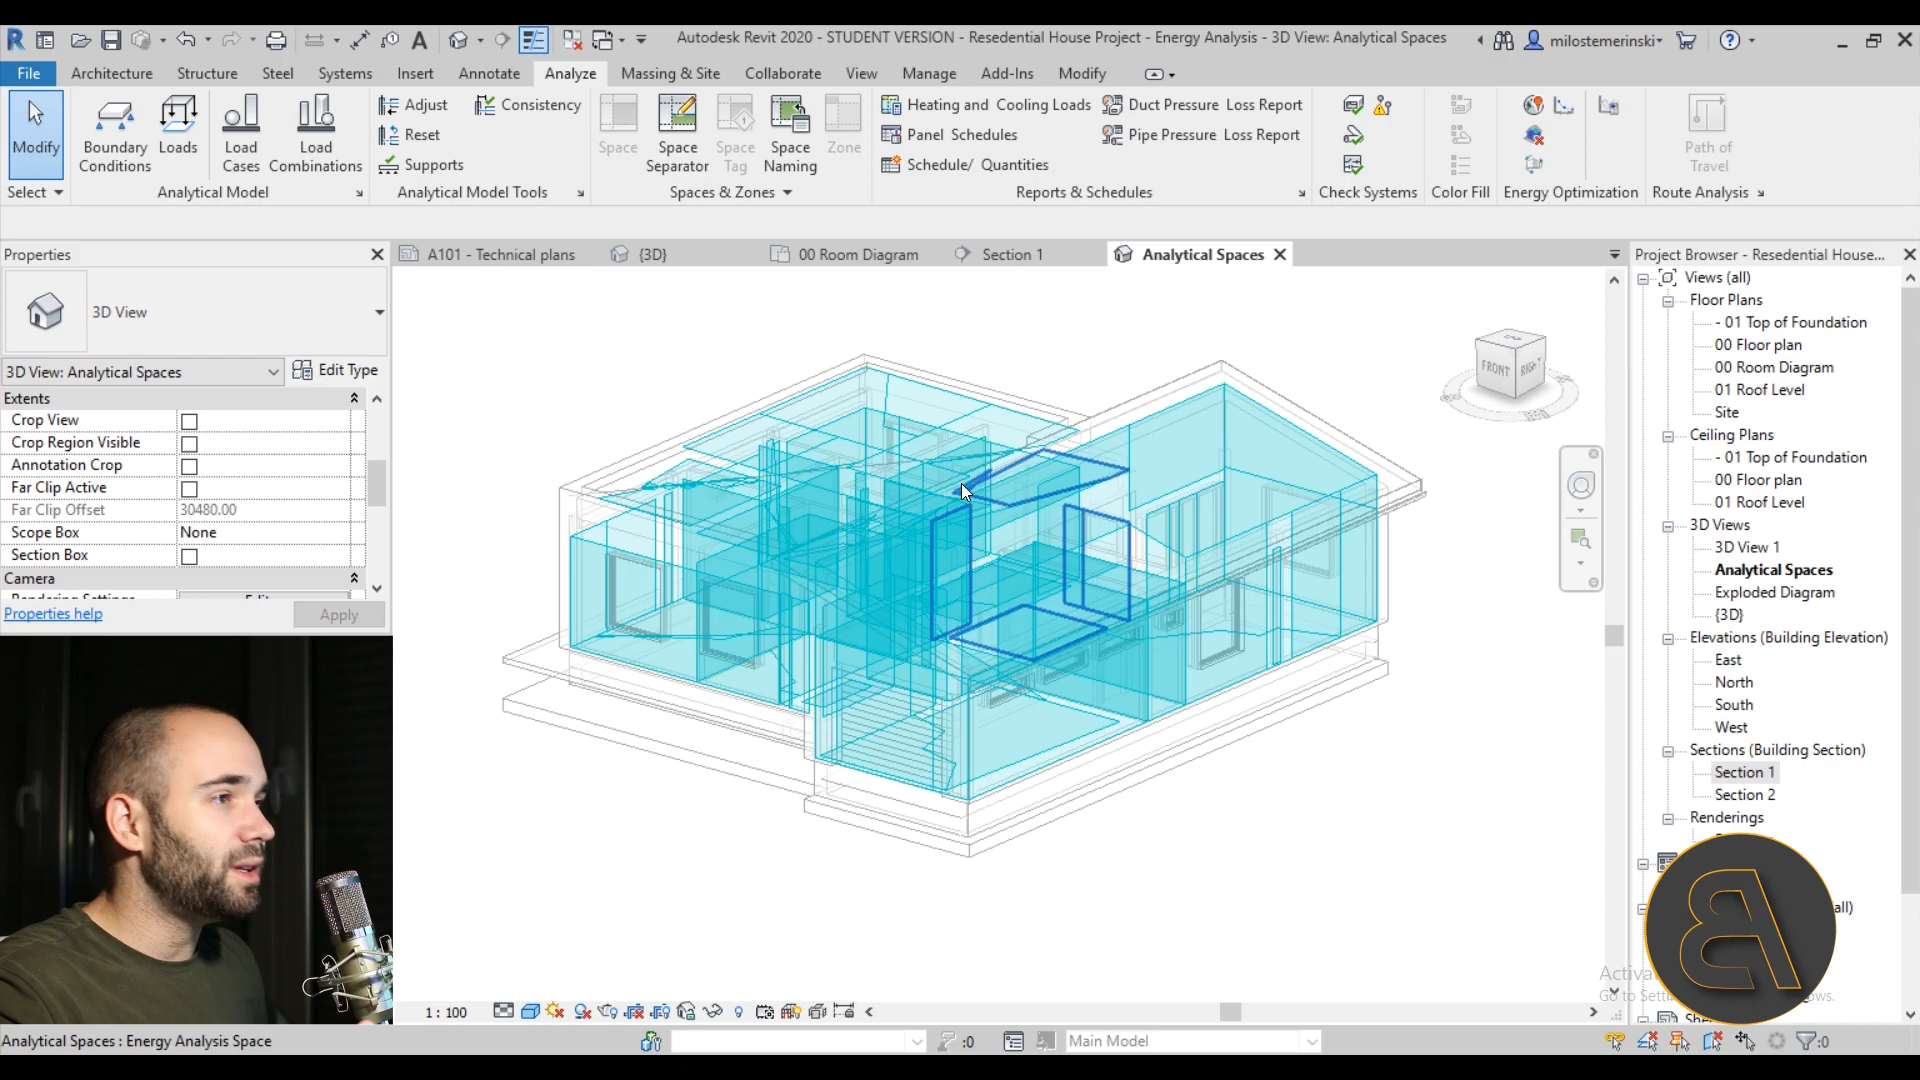 Autodesk Revit 2020 - STUDENT VERSION - Resedential House Project - Energy Analysis - 3D View: Analytical Spaces
milostemerinski
File Architecture Structure Steel Systems Insert Annotate Analyze Massing & Site Collaborate View Manage Add-Ins Modify
Modify
Boundary Conditions
Loads
Load Cases
Load Combinations
Adjust
Consistency
Reset
Supports
Space
Space Separator
Space Tag
Space Naming
Zone
Heating and Cooling Loads
Duct Pressure Loss Report
Panel Schedules
Pipe Pressure Loss Report
Schedule/ Quantities
Path of Travel
Select
Analytical Model
Analytical Model Tools
Spaces & Zones
Reports & Schedules
Check Systems
Color Fill
Energy Optimization
Route Analysis
Properties
A101 - Technical plans
{3D}
00 Room Diagram
Section 1
Analytical Spaces
Project Browser - Resedential House...
3D View
3D View: Analytical Spaces
Edit Type
Extents
Crop View
Crop Region Visible
Annotation Crop
Far Clip Active
Far Clip Offset 30480.00
Scope Box None
Section Box
Camera
Properties help
Apply
FRONT
RIGHT
Views (all)
Floor Plans
- 01 Top of Foundation
00 Floor plan
00 Room Diagram
01 Roof Level
Site
Ceiling Plans
- 01 Top of Foundation
00 Floor plan
01 Roof Level
3D Views
3D View 1
Analytical Spaces
Exploded Diagram
{3D}
Elevations (Building Elevation)
East
North
South
West
Sections (Building Section)
Section 1
Section 2
Renderings
all)
1 : 100
Analytical Spaces : Energy Analysis Space
:0
Main Model
:0